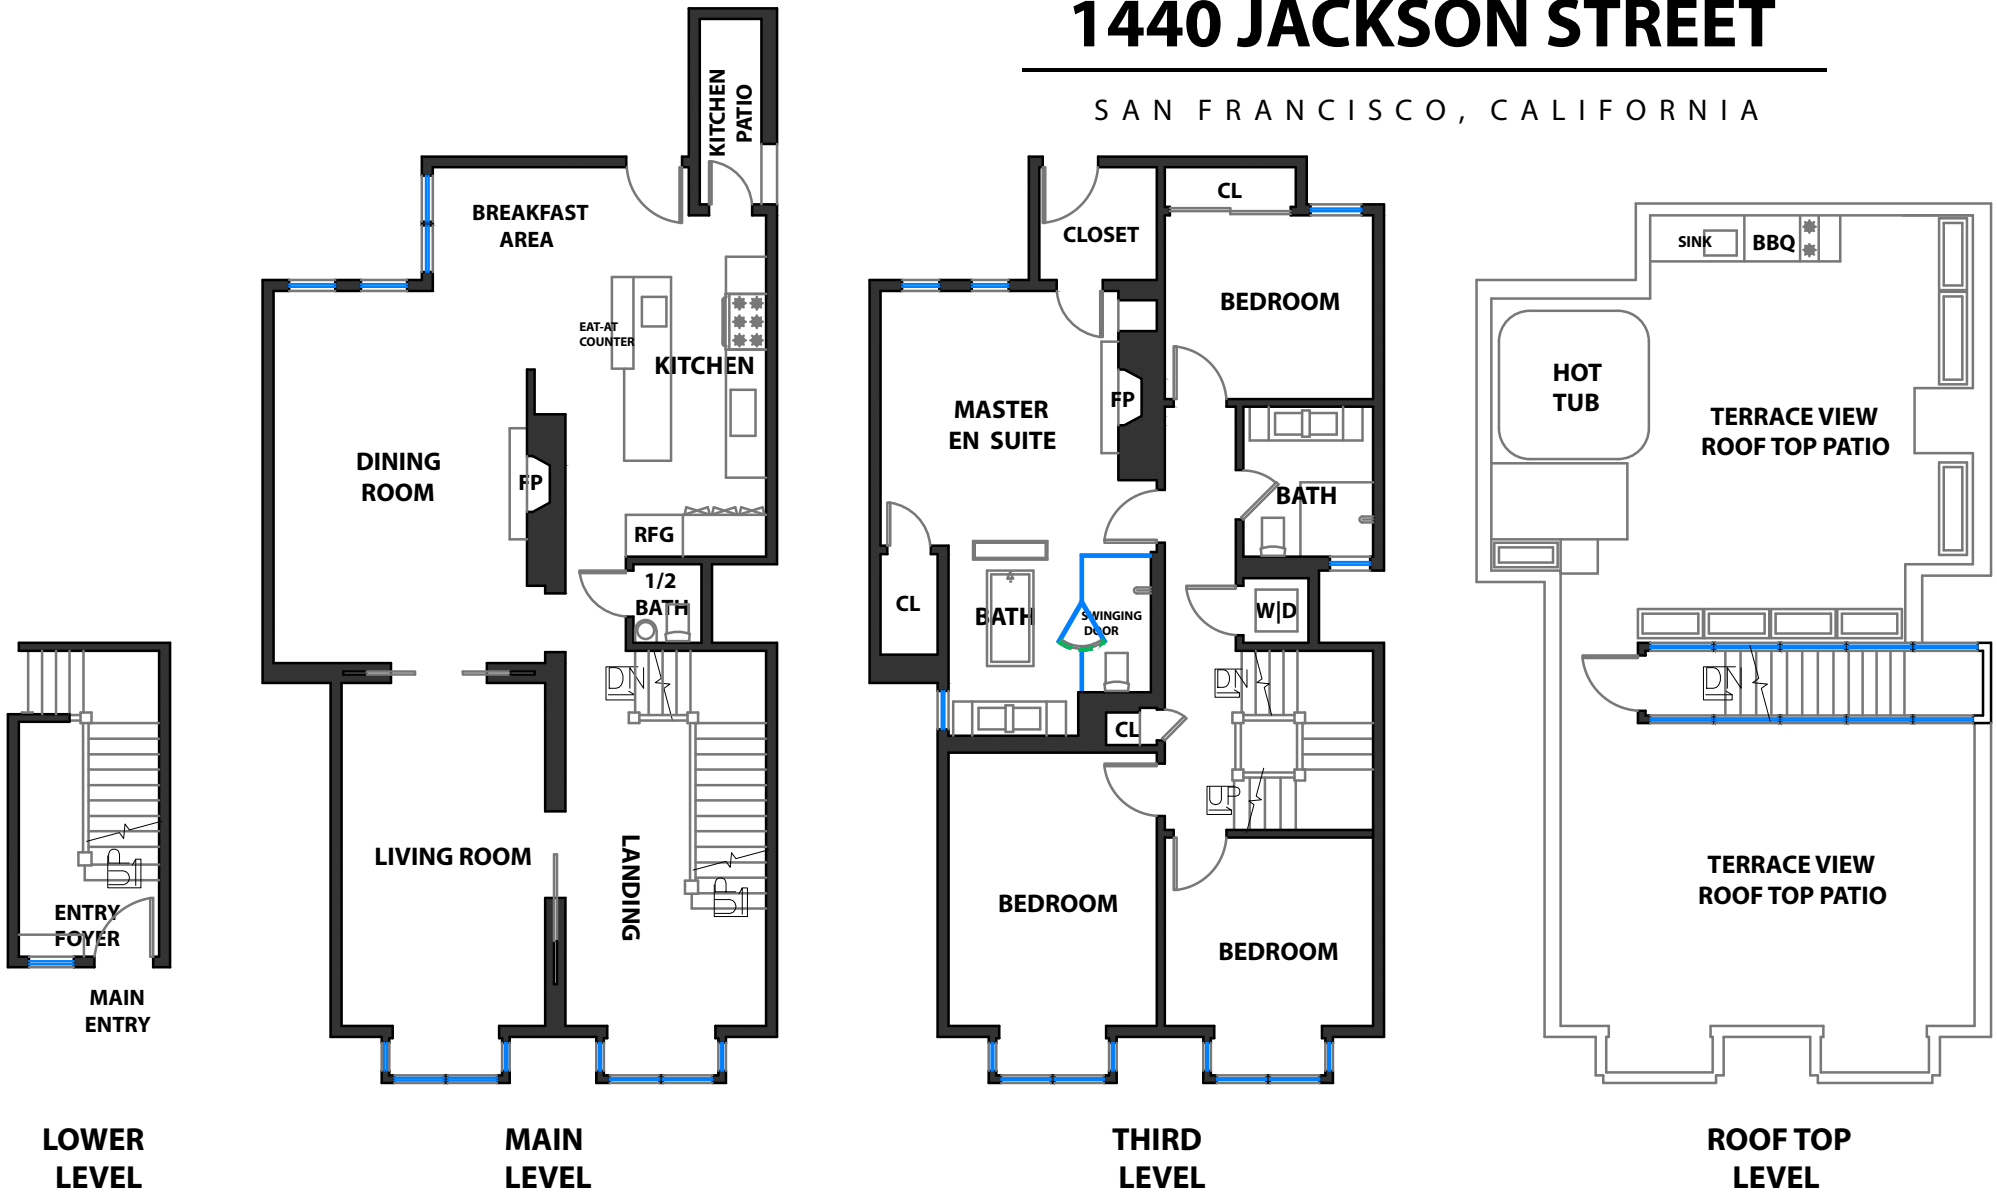 1440 JACKSON STREET
SAN FRANCISCO, CALIFORNIA
ENTRY
FOYER
UP
MAIN
ENTRY
LOWER
LEVEL
KITCHEN
PATIO
BREAKFAST
AREA
EAT-AT
COUNTER
KITCHEN
DINING
ROOM
FP
RFG
1/2
BATH
DN
LIVING ROOM
LANDING
UP
MAIN
LEVEL
CL
CLOSET
BEDROOM
MASTER
EN SUITE
FP
BATH
CL
BATH
SWINGING
DOOR
W|D
DN
CL
UP
BEDROOM
BEDROOM
THIRD
LEVEL
SINK
BBQ
HOT
TUB
TERRACE VIEW
ROOF TOP PATIO
DN
TERRACE VIEW
ROOF TOP PATIO
ROOF TOP
LEVEL